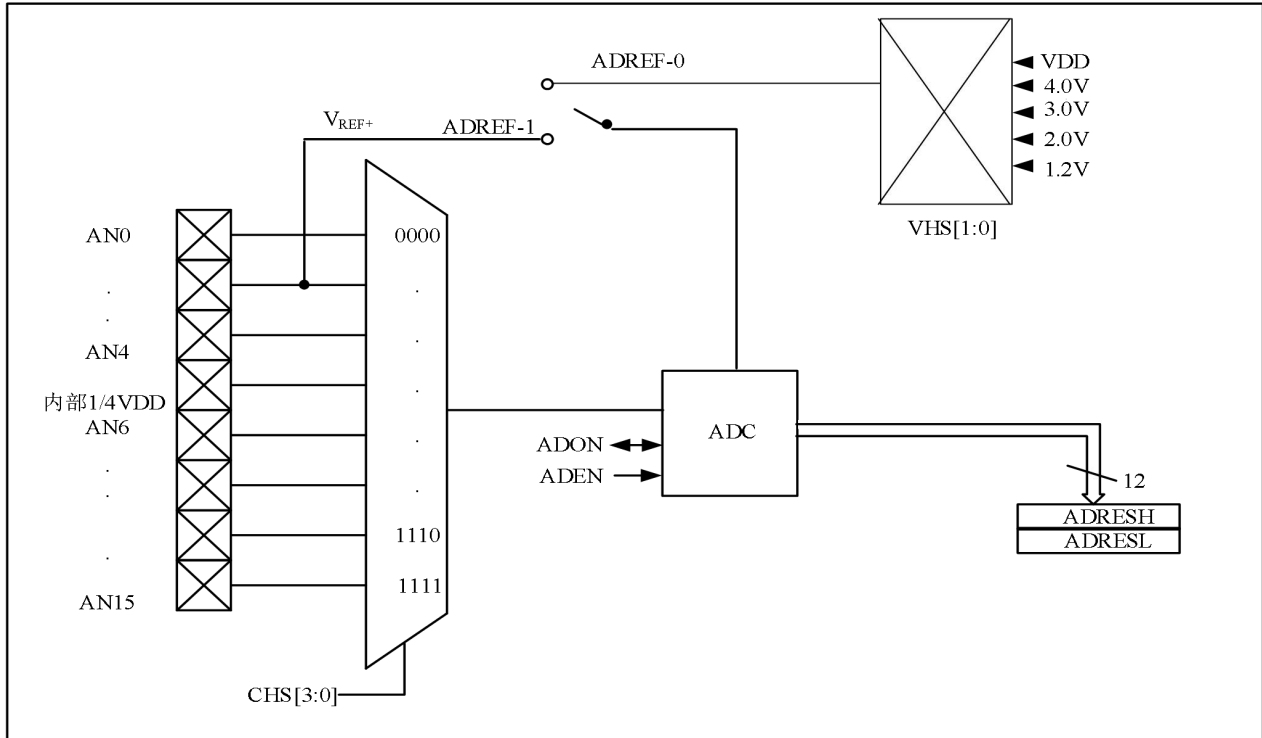 ADREF-0
VDD
4.0V
3.0V
2.0V
1.2V
VHS[1:0]
VREF+
ADREF-1
AN0
.
.
AN4
内部1/4VDD
AN6
.
.
.
AN15
0000
.
.
.
.
.
1110
1111
CHS[3:0]
ADC
ADON
ADEN
12
ADRESH
ADRESL